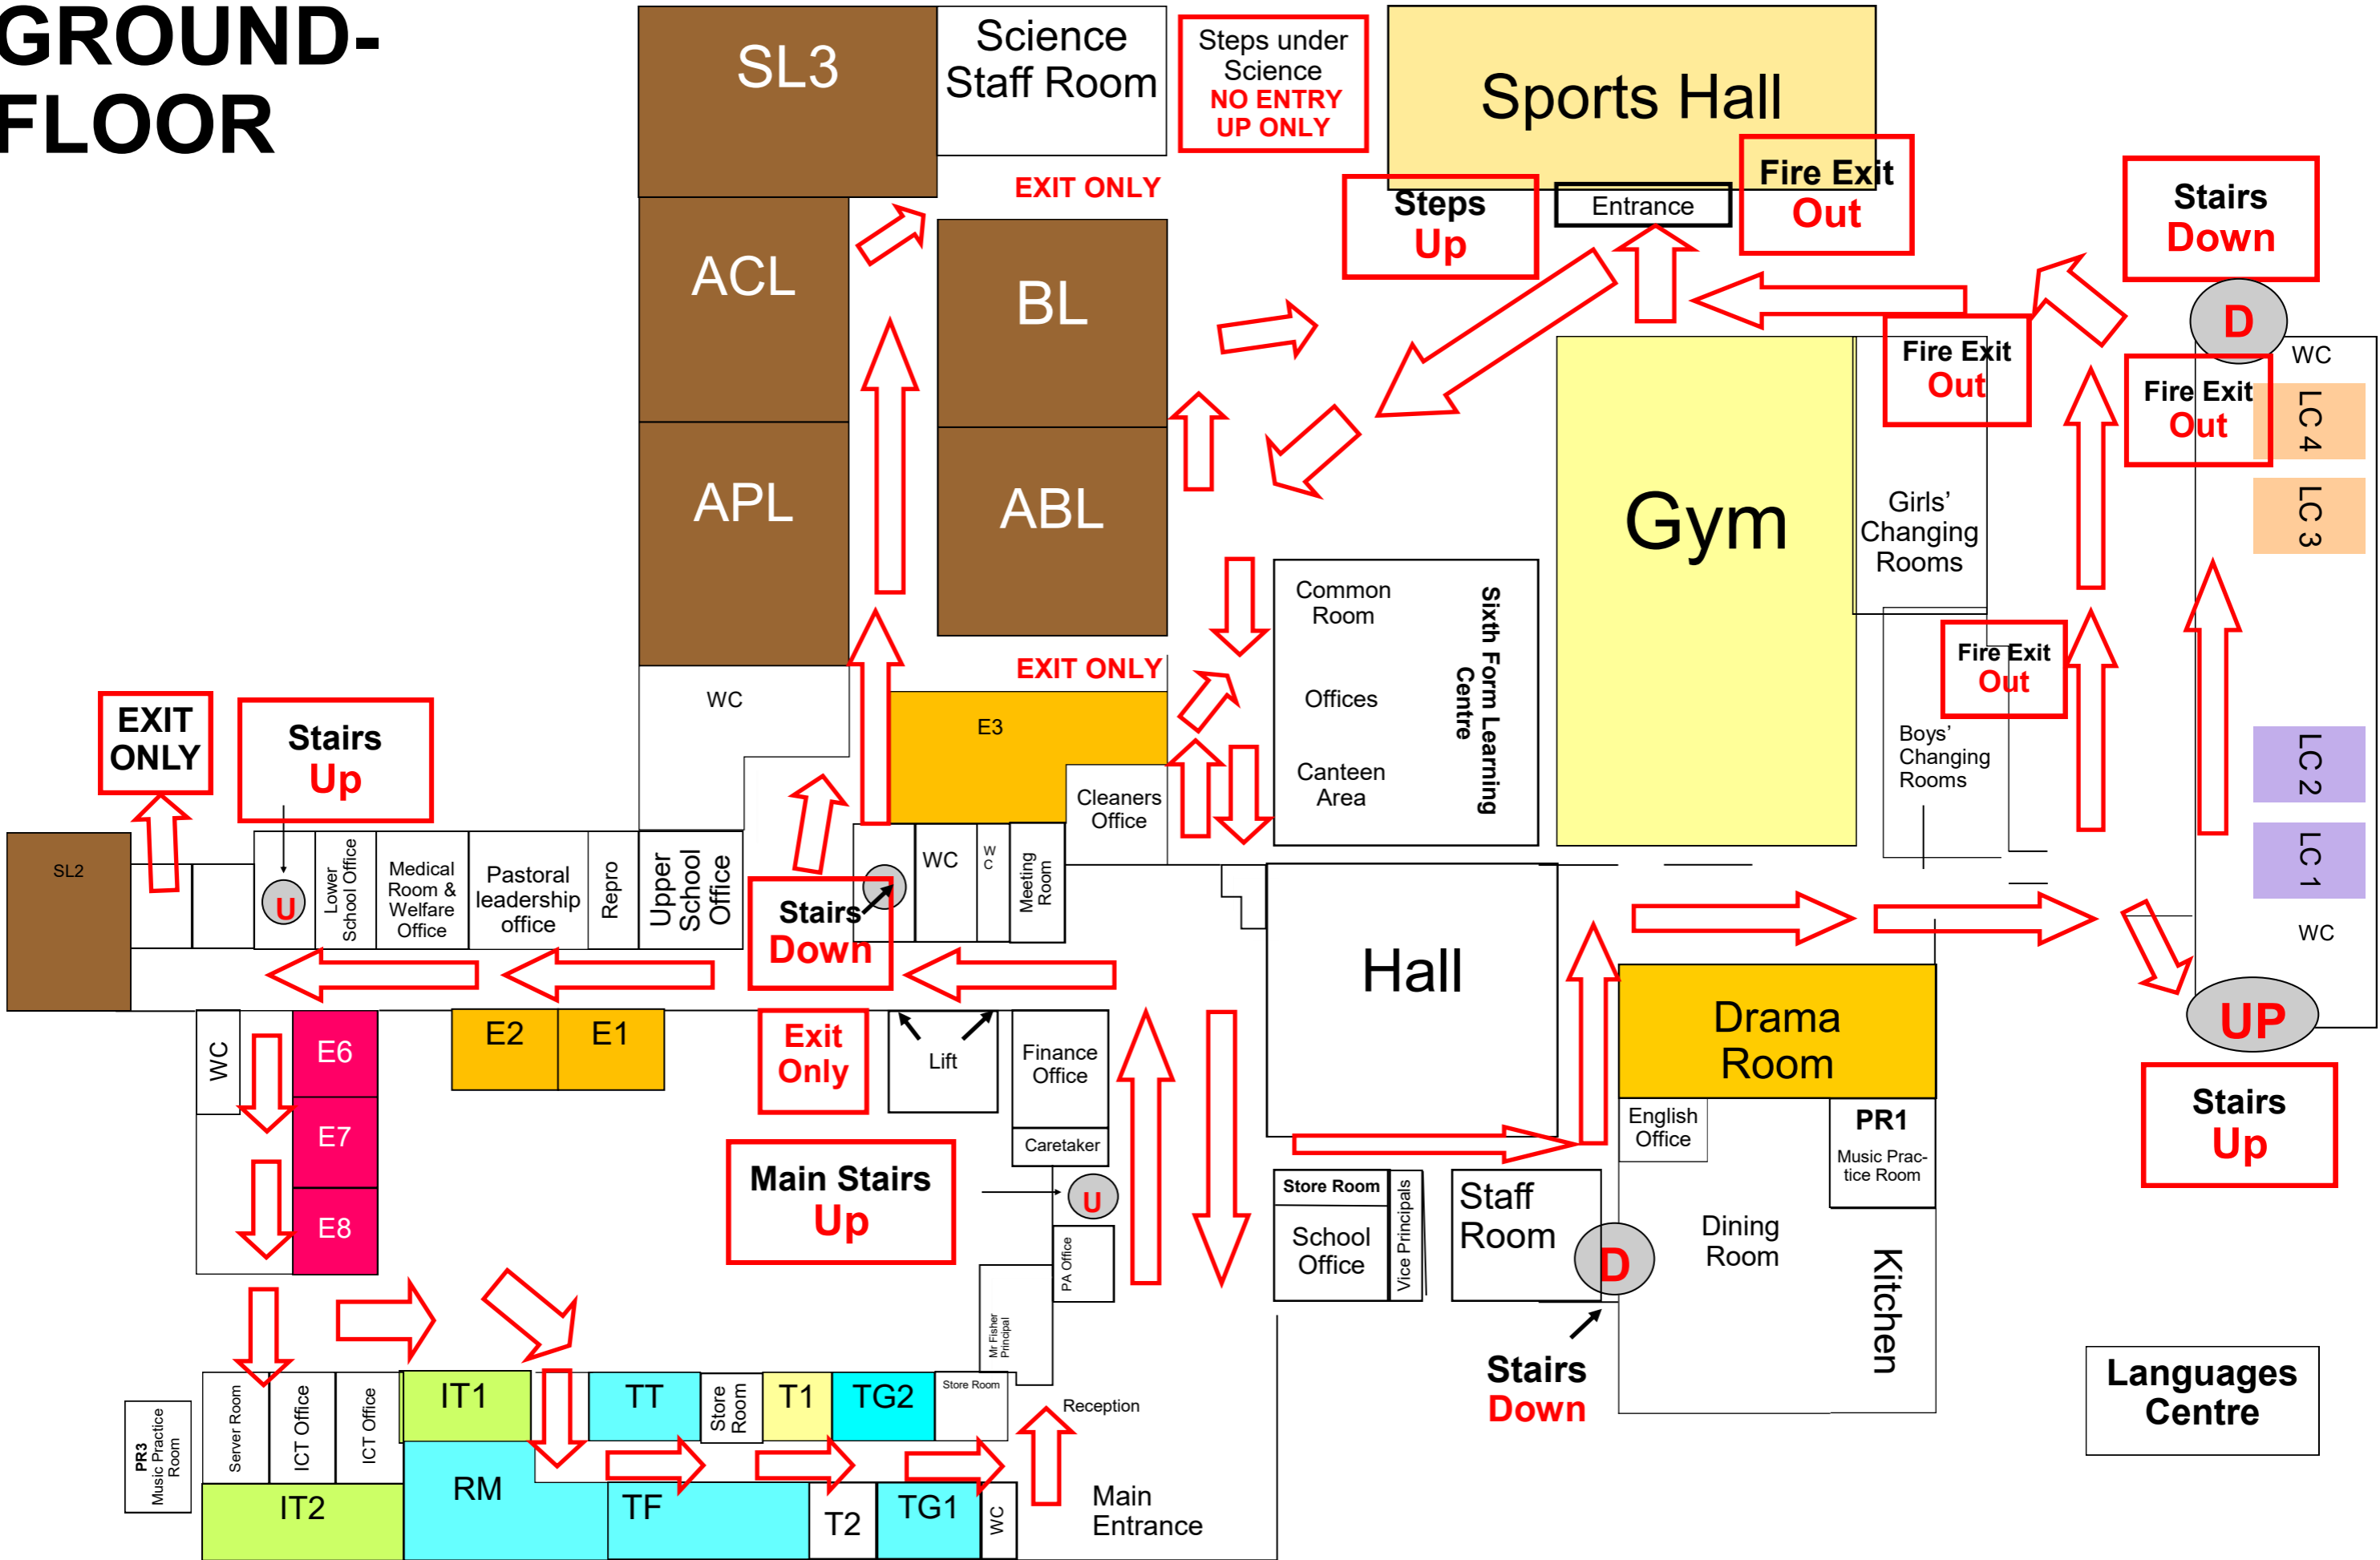 GROUND-
FLOOR
SL3
Science
Staff Room
Steps under
Science
NO ENTRY
UP ONLY
Sports Hall
EXIT ONLY
Steps
Up
Entrance
Fire Exit
Out
Stairs
Down
D
ACL
BL
Fire Exit
Out
Fire Exit
Out
WC
LC 4
LC 3
APL
ABL
Gym
Girls’
Changing
Rooms
Common
Room
Offices
Canteen
Area
Sixth Form Learning
Centre
EXIT ONLY
Fire Exit
Out
Boys’
Changing
Rooms
LC 2
LC 1
WC
WC
E3
Cleaners
Office
EXIT
ONLY
Stairs
Up
SL2
U
Lower
School Office
Medical
Room &
Welfare
Office
Pastoral
leadership
office
Repro
Upper
School
Office
Stairs
Down
WC
W
C
Meeting
Room
Hall
Drama
Room
UP
Stairs
Up
WC
E6
E7
E8
E2
E1
Exit
Only
Lift
Finance
Office
Caretaker
Main Stairs
Up
U
PA Office
Mr Fisher
Principal
Store Room
School
Office
Vice Principals
Staff
Room
D
Stairs
Down
English
Office
PR1
Music Prac-
tice Room
Dining
Room
Kitchen
Languages
Centre
PR3
Music Practice
Room
Server Room
ICT Office
ICT Office
IT1
TT
Store
Room
T1
TG2
Store Room
Reception
IT2
RM
TF
T2
TG1
WC
Main
Entrance